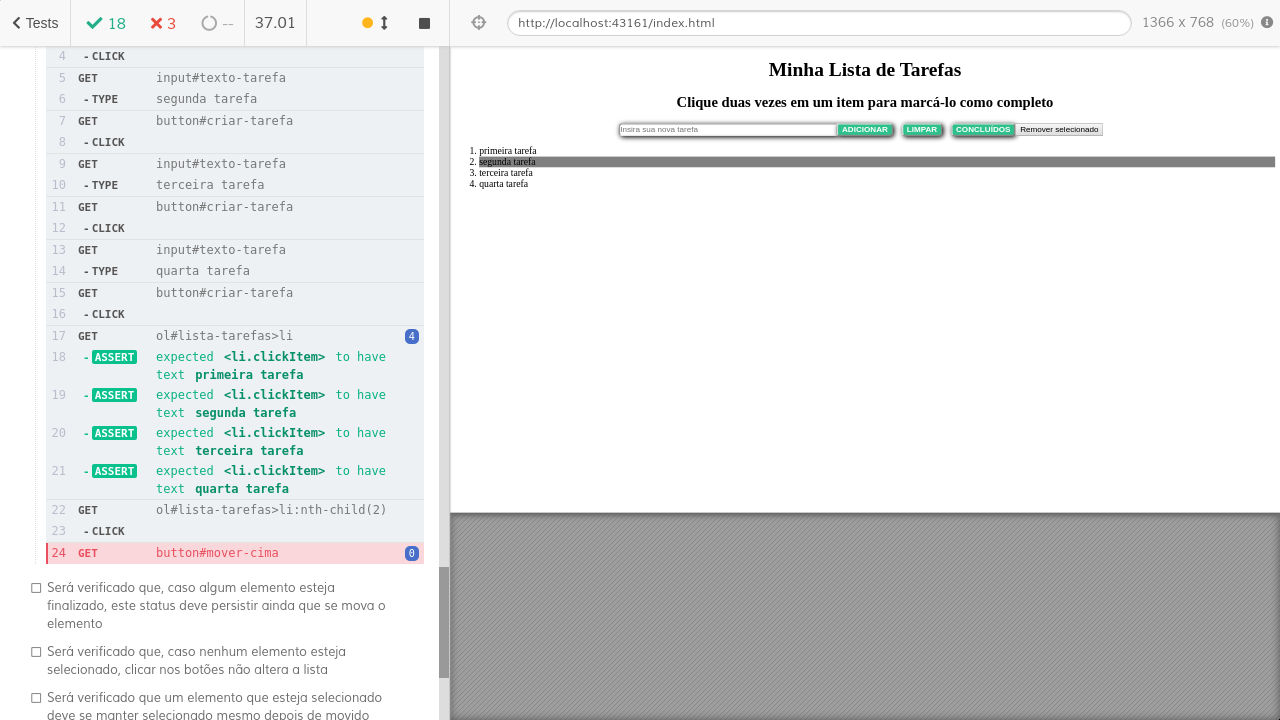 Tests 18 3 -- 37.01 http://localhost:43161/index.html 1366 x 768 (60%)
4 -CLICK
5 GET input#texto-tarefa
6 -TYPE segunda tarefa
7 GET button#criar-tarefa
8 -CLICK
9 GET input#texto-tarefa
10 -TYPE terceira tarefa
11 GET button#criar-tarefa
12 -CLICK
13 GET input#texto-tarefa
14 -TYPE quarta tarefa
15 GET button#criar-tarefa
16 -CLICK
17 GET ol#lista-tarefas>li 4
18 -ASSERT expected <li.clickItem> to have
text primeira tarefa
19 -ASSERT expected <li.clickItem> to have
text segunda tarefa
20 -ASSERT expected <li.clickItem> to have
text terceira tarefa
21 -ASSERT expected <li.clickItem> to have
text quarta tarefa
22 GET ol#lista-tarefas>li:nth-child(2)
23 -CLICK
24 GET button#mover-cima 0
Será verificado que, caso algum elemento esteja
finalizado, este status deve persistir ainda que se mova o
elemento
Será verificado que, caso nenhum elemento esteja
selecionado, clicar nos botões não altera a lista
Será verificado que um elemento que esteja selecionado
deve se manter selecionado mesmo depois de movido
Minha Lista de Tarefas
Clique duas vezes em um item para marcá-lo como completo
Insira sua nova tarefa ADICIONAR LIMPAR CONCLUÍDOS Remover selecionado
1. primeira tarefa
2. segunda tarefa
3. terceira tarefa
4. quarta tarefa